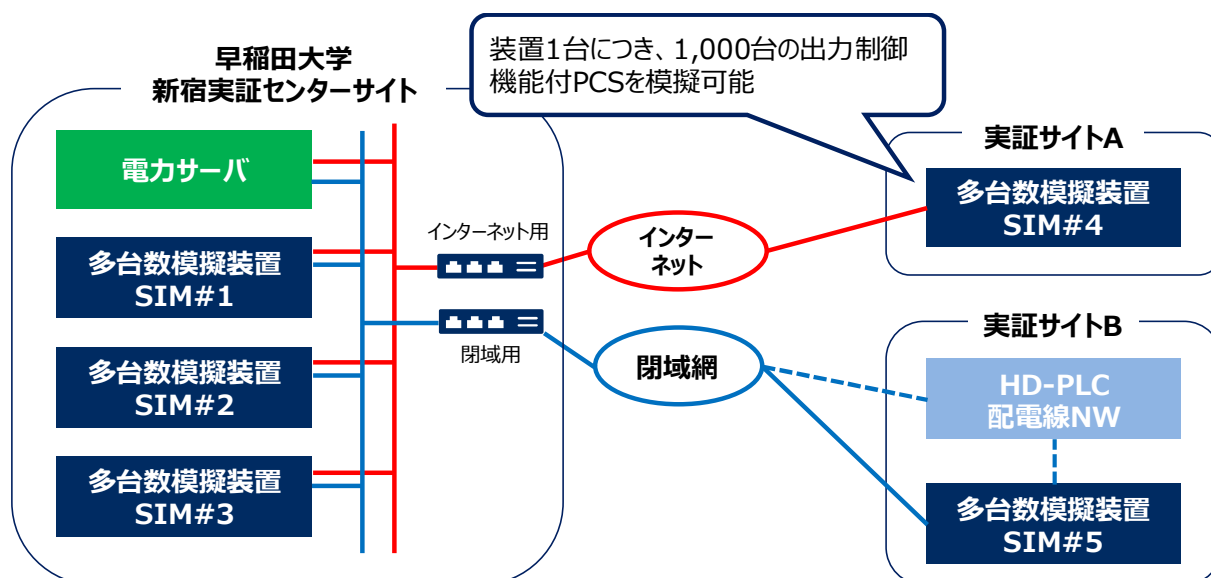 早稲田大学
新宿実証センターサイト
装置1台につき、1,000台の出力制御
機能付PCSを模擬可能
電力サーバ
多台数模擬装置
SIM#1
多台数模擬装置
SIM#2
多台数模擬装置
SIM#3
インターネット用
閉域用
インター
ネット
閉域網
実証サイトA
多台数模擬装置
SIM#4
実証サイトB
HD-PLC
配電線NW
多台数模擬装置
SIM#5